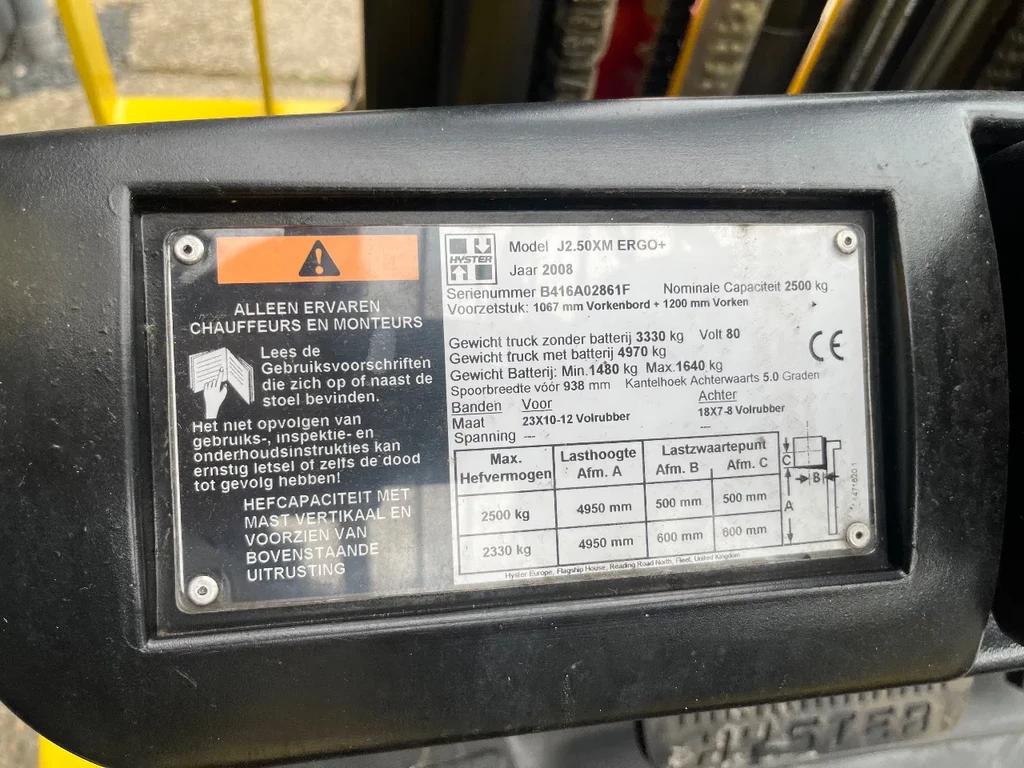 ALLEEN ERVAREN
CHAUFFEURS EN MONTEURS
Lees de
Gebruiksvoorschriften
die zich op of naast de
stoel bevinden.
Het niet opvolgen van
gebruiks-, inspektie- en
onderhoudsinstrukties kan
ernstig letsel of zelfs de dood
tot gevolg hebben!
HEFCAPACITEIT MET
MAST VERTIKAAL EN
VOORZIEN VAN
BOVENSTAANDE
UITRUSTING
HYSTER
Model J2.50XM ERGO+
Jaar 2008
Serienummer B416A02861F Nominale Capaciteit 2500 kg
Voorzetstuk: 1067 mm Vorkenbord + 1200 mm Vorken
Gewicht truck zonder batterij 3330 kg Volt 80
Gewicht truck met batterij 4970 kg
Gewicht Batterij: Min. 1480 kg Max. 1640 kg
Spoorbreedte vóór 938 mm Kantelhoek Achterwaarts 5.0 Graden
CE
Banden Voor Achter
Maat 23X10-12 Volrubber 18X7-8 Volrubber
Spanning --- ---
Max. Hefvermogen Lasthoogte Afm. A Lastzwaartepunt Afm. B Afm. C
2500 kg 4950 mm 500 mm 500 mm
2330 kg 4950 mm 600 mm 600 mm
C
B
A
Hyster Europe, Flagship House, Reading Road North, Fleet, United Kingdom
HYSTER